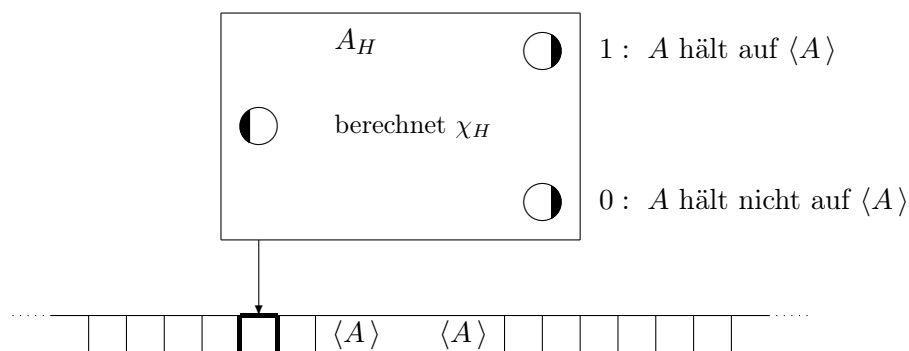 A_H
1 : A hält auf ⟨A⟩
berechnet χ_H
0 : A hält nicht auf ⟨A⟩
⟨A⟩ ⟨A⟩